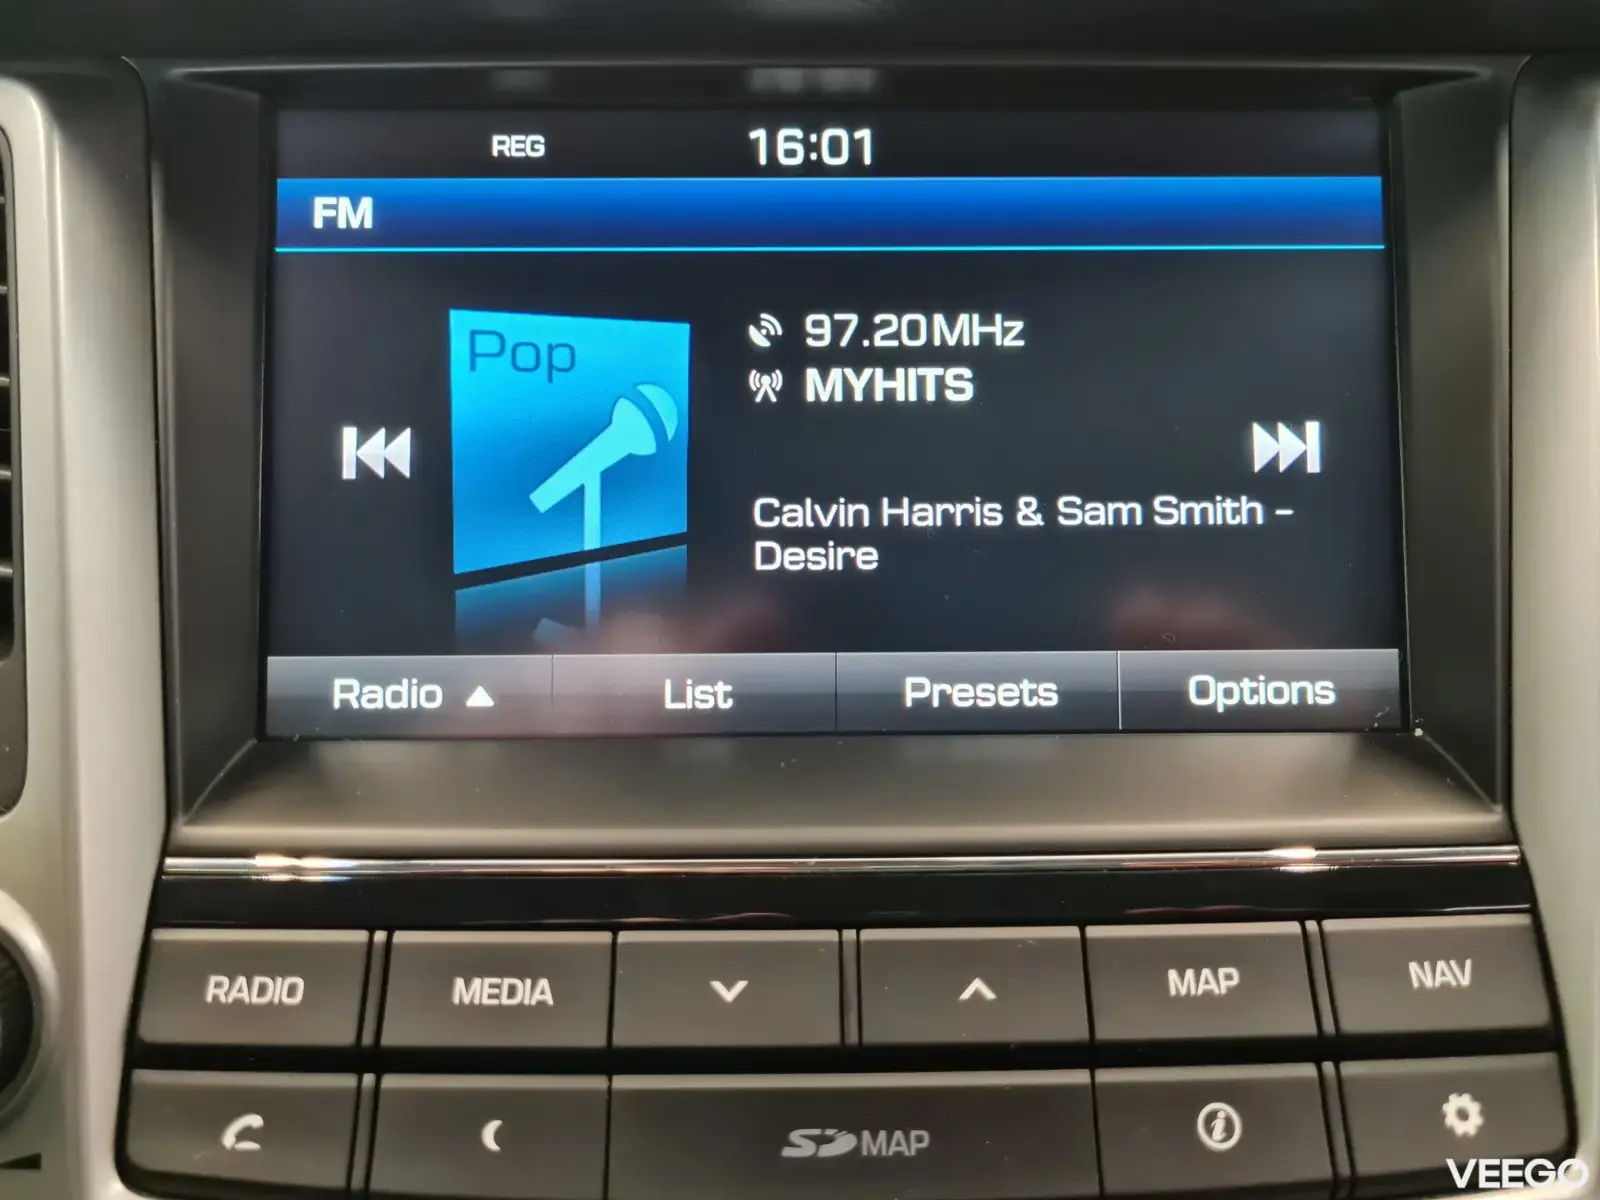 REG
16:01
FM
Pop
97.20MHz
MYHITS
Calvin Harris & Sam Smith -
Desire
Radio ▲
List
Presets
Options
RADIO
MEDIA
MAP
NAV
SD MAP
VEEGO